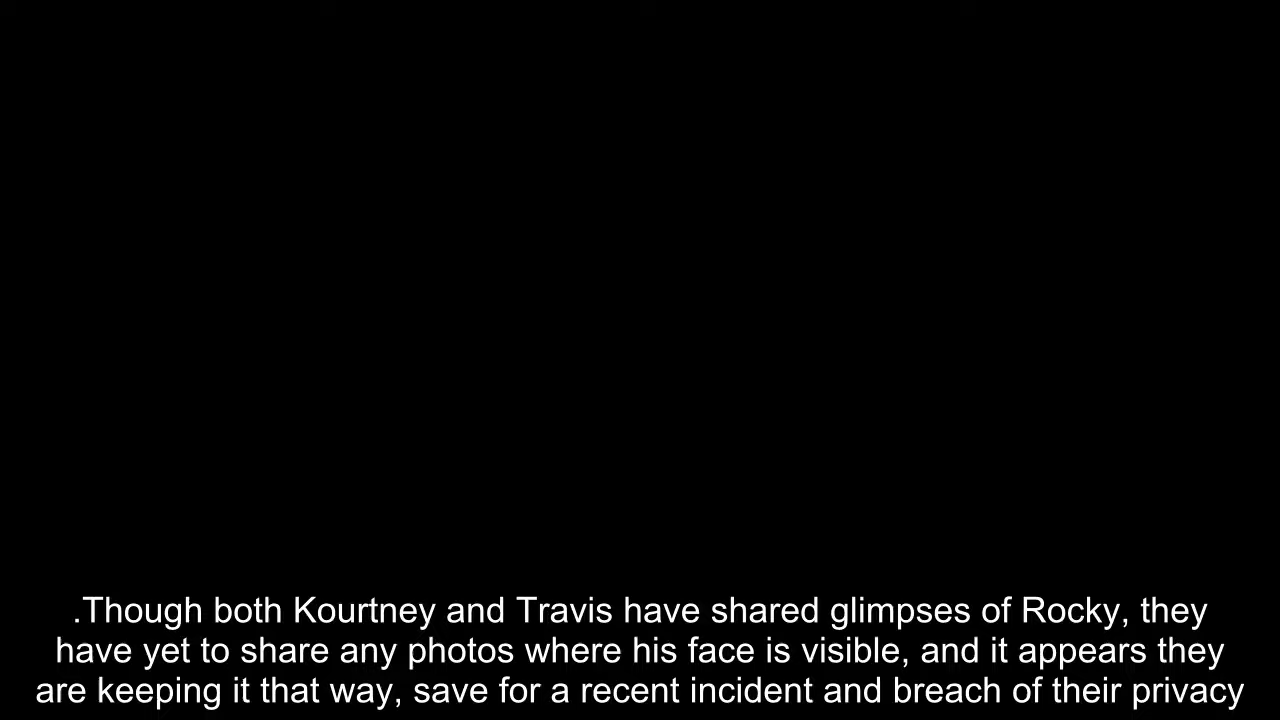 .Though both Kourtney and Travis have shared glimpses of Rocky, they
have yet to share any photos where his face is visible, and it appears they
are keeping it that way, save for a recent incident and breach of their privacy